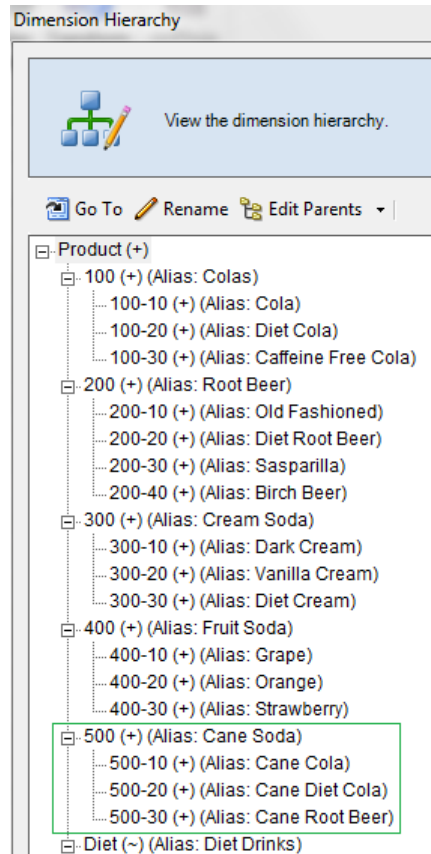 Dimension Hierarchy
View the dimension hierarchy.
Go To Rename Edit Parents
Product (+)
100 (+) (Alias: Colas)
100-10 (+) (Alias: Cola)
100-20 (+) (Alias: Diet Cola)
100-30 (+) (Alias: Caffeine Free Cola)
200 (+) (Alias: Root Beer)
200-10 (+) (Alias: Old Fashioned)
200-20 (+) (Alias: Diet Root Beer)
200-30 (+) (Alias: Sasparilla)
200-40 (+) (Alias: Birch Beer)
300 (+) (Alias: Cream Soda)
300-10 (+) (Alias: Dark Cream)
300-20 (+) (Alias: Vanilla Cream)
300-30 (+) (Alias: Diet Cream)
400 (+) (Alias: Fruit Soda)
400-10 (+) (Alias: Grape)
400-20 (+) (Alias: Orange)
400-30 (+) (Alias: Strawberry)
500 (+) (Alias: Cane Soda)
500-10 (+) (Alias: Cane Cola)
500-20 (+) (Alias: Cane Diet Cola)
500-30 (+) (Alias: Cane Root Beer)
Diet (~) (Alias: Diet Drinks)